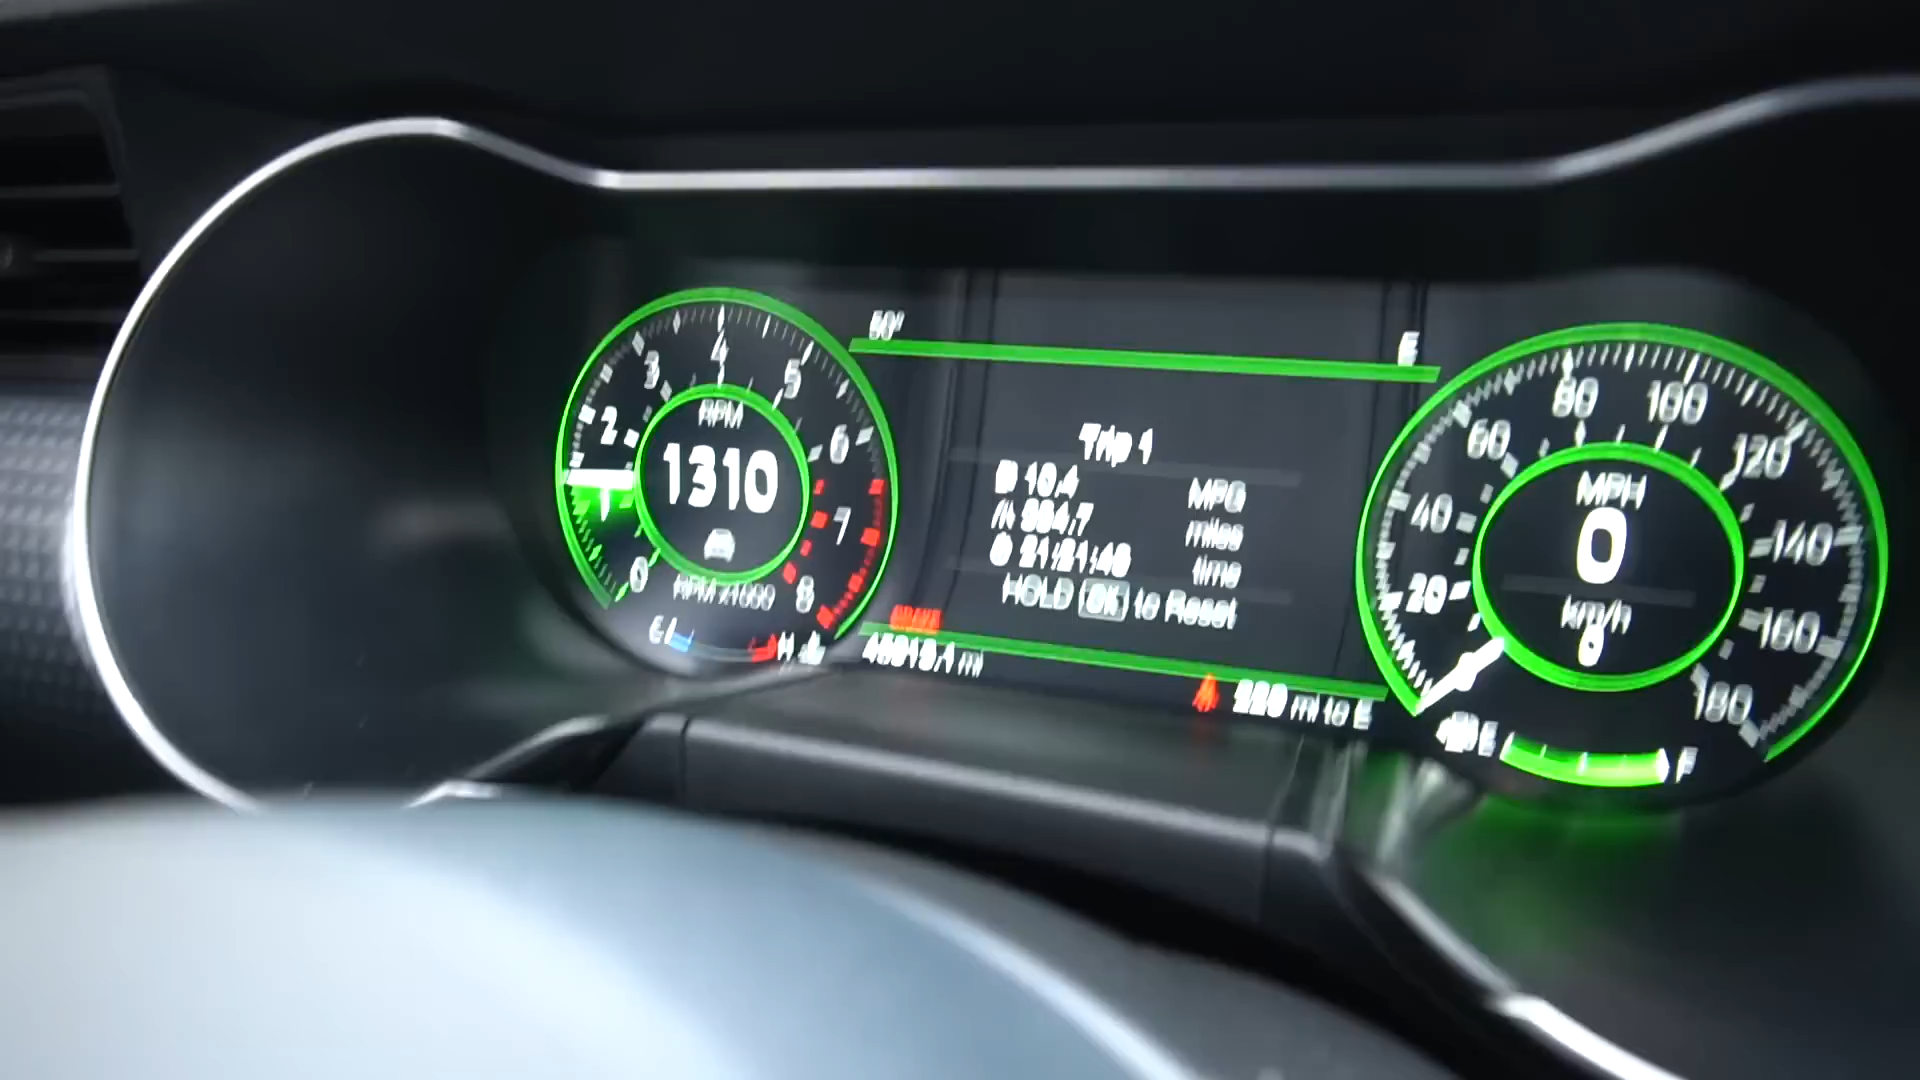 50°
E
3 4 5
2 6
1 7
0 8
RPM
1310
RPM x1000
H
Trip 1
10.4 MPG
miles
time
HOLD OK to Reset
BRAKE
mi
mi to E
20 40 60 80 100 120 140 160 180
MPH
0
km/h
0
E F